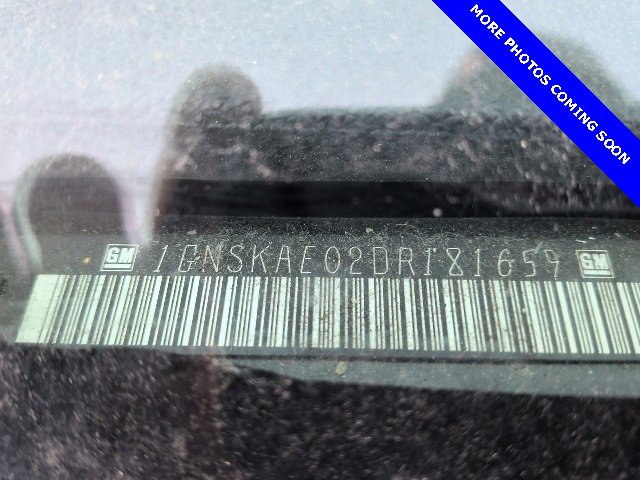 MORE PHOTOS COMING SOON
GM 1GNSKAE02DR181659 GM